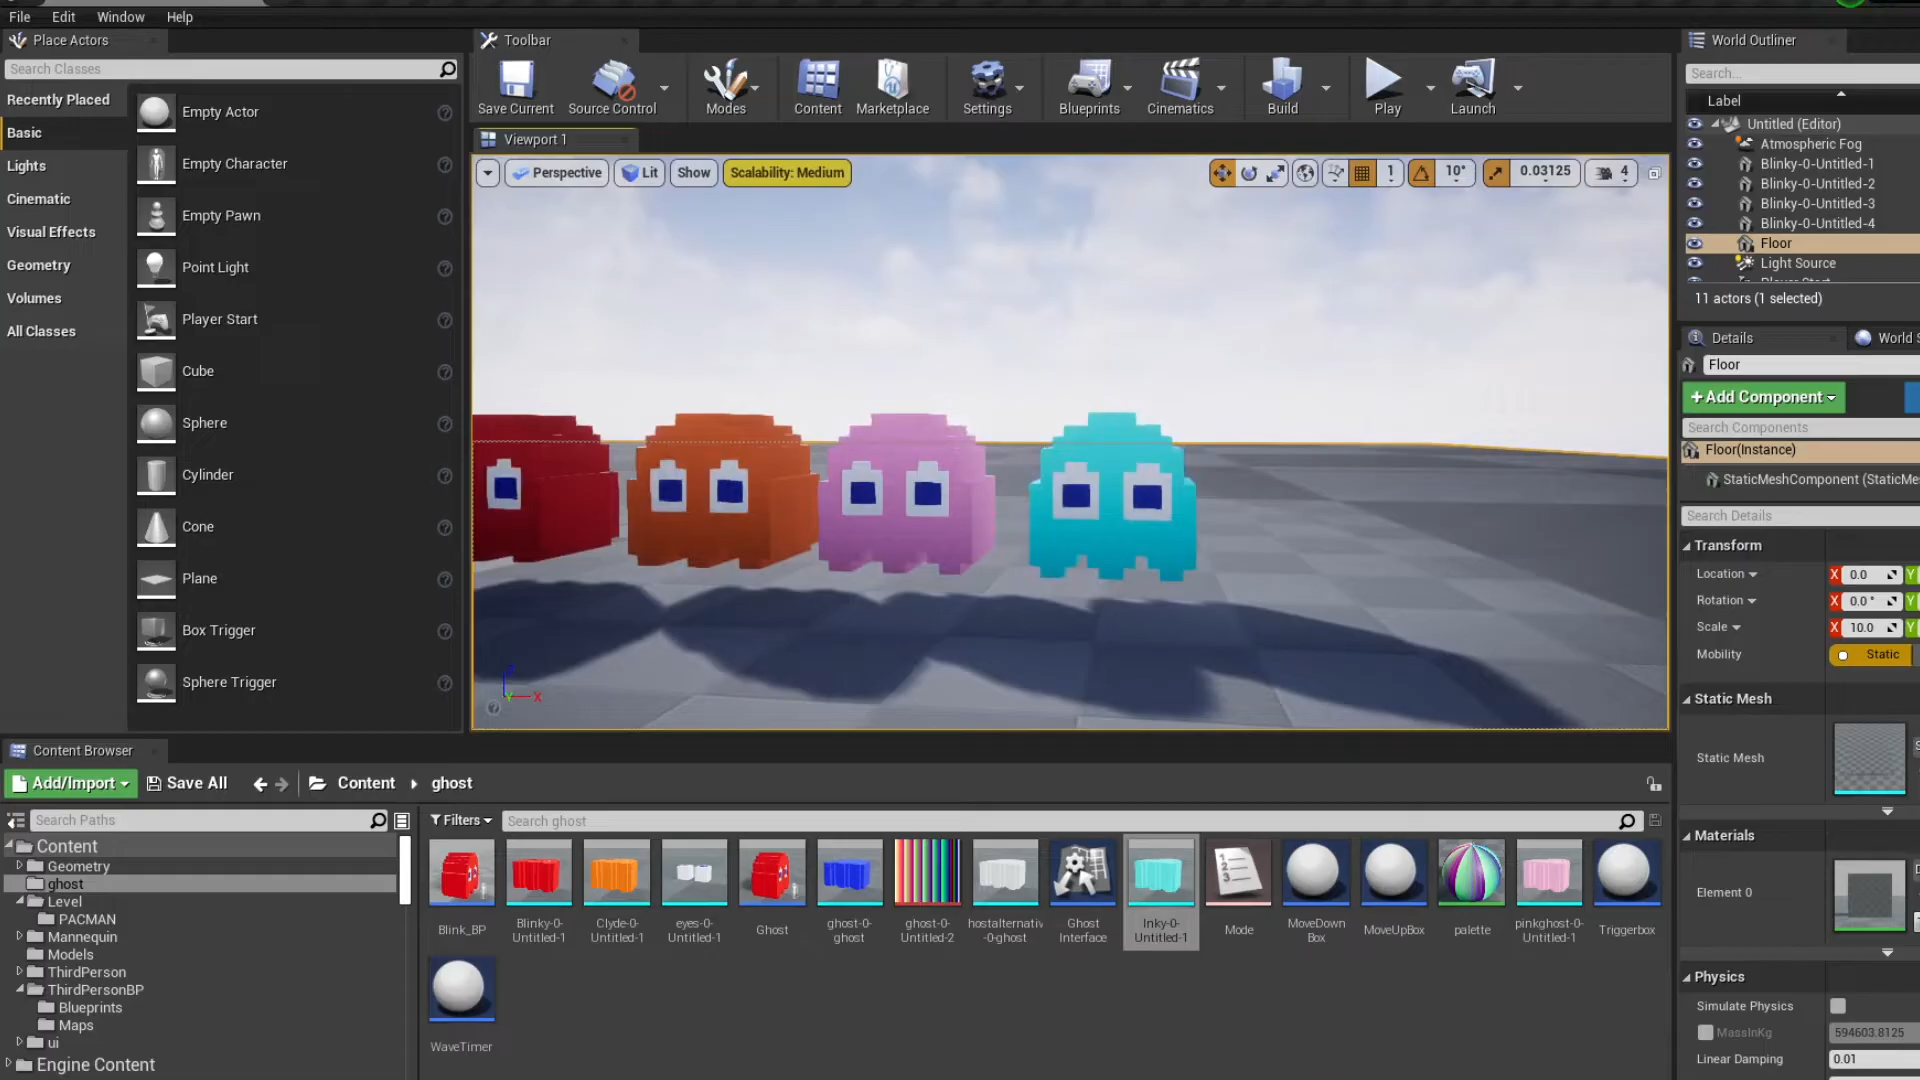 File Edit Window Help
Place Actors
Search Classes
Recently Placed
Basic
Lights
Cinematic
Visual Effects
Geometry
Volumes
All Classes
Empty Actor
Empty Character
Empty Pawn
Point Light
Player Start
Cube
Sphere
Cylinder
Cone
Plane
Box Trigger
Sphere Trigger
Toolbar
Save Current Source Control Modes Content Marketplace Settings Blueprints Cinematics Build Play Launch
Viewport 1
Perspective Lit Show Scalability: Medium 1 10° 0.03125 4
Z
Y X
World Outliner
Search...
Label
Untitled (Editor)
Atmospheric Fog
Blinky-0-Untitled-1
Blinky-0-Untitled-2
Blinky-0-Untitled-3
Blinky-0-Untitled-4
Floor
Light Source
Player Start
11 actors (1 selected)
Details World S
Floor
+Add Component
Search Components
Floor(Instance)
StaticMeshComponent (StaticMe
Search Details
Transform
Location X 0.0 Y
Rotation X 0.0 ° Y
Scale X 10.0 Y
Mobility Static
Static Mesh
Static Mesh
Materials
Element 0
Physics
Simulate Physics
MassInKg 594603.8125
Linear Damping 0.01
Content Browser
Add/Import Save All Content ghost
Search Paths
Filters Search ghost
Content
Geometry
ghost
Level
PACMAN
Mannequin
Models
ThirdPerson
ThirdPersonBP
Blueprints
Maps
ui
Engine Content
Blink_BP
Blinky-0-
Untitled-1
Clyde-0-
Untitled-1
eyes-0-
Untitled-1
Ghost
ghost-0-
ghost
ghost-0-
Untitled-2
hostalternativ
-0-ghost
Ghost
Interface
Inky-0-
Untitled-1
Mode
MoveDown
Box
MoveUpBox
palette
pinkghost-0-
Untitled-1
Triggerbox
WaveTimer